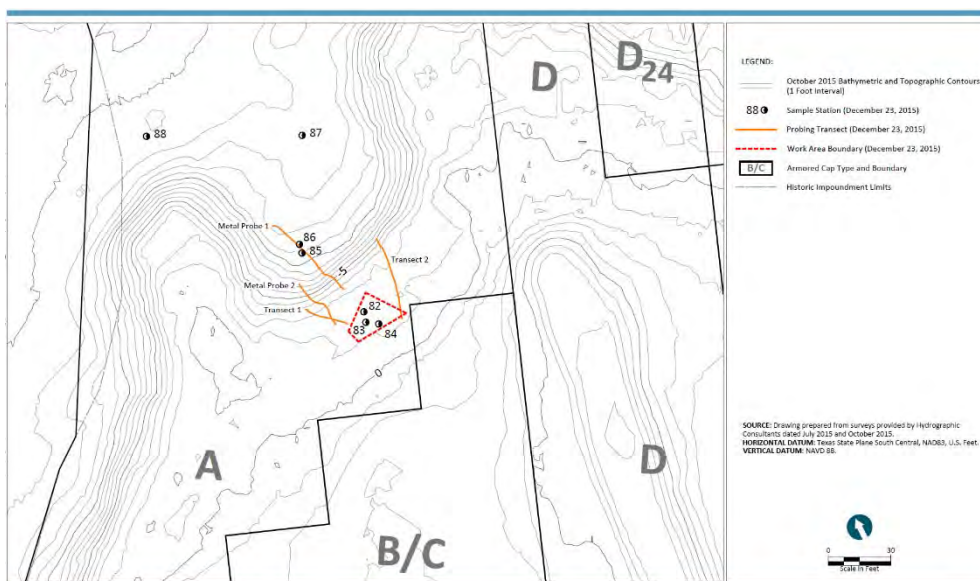 D
D24
88
87
Metal Probe 1
86
85
Transect 2
-5
Metal Probe 2
Transect 1
82
83
84
0
A
D
B/C
LEGEND:
October 2015 Bathymetric and Topographic Contours
(1 Foot Interval)
88 Sample Station (December 23, 2015)
Probing Transect (December 23, 2015)
Work Area Boundary (December 23, 2015)
B/C Armored Cap Type and Boundary
Historic Impoundment Limits
SOURCE: Drawing prepared from surveys provided by Hydrographic
Consultants dated July 2015 and October 2015.
HORIZONTAL DATUM: Texas State Plane South Central, NAD83, U.S. Feet.
VERTICAL DATUM: NAVD 88.
0 30
Scale in Feet